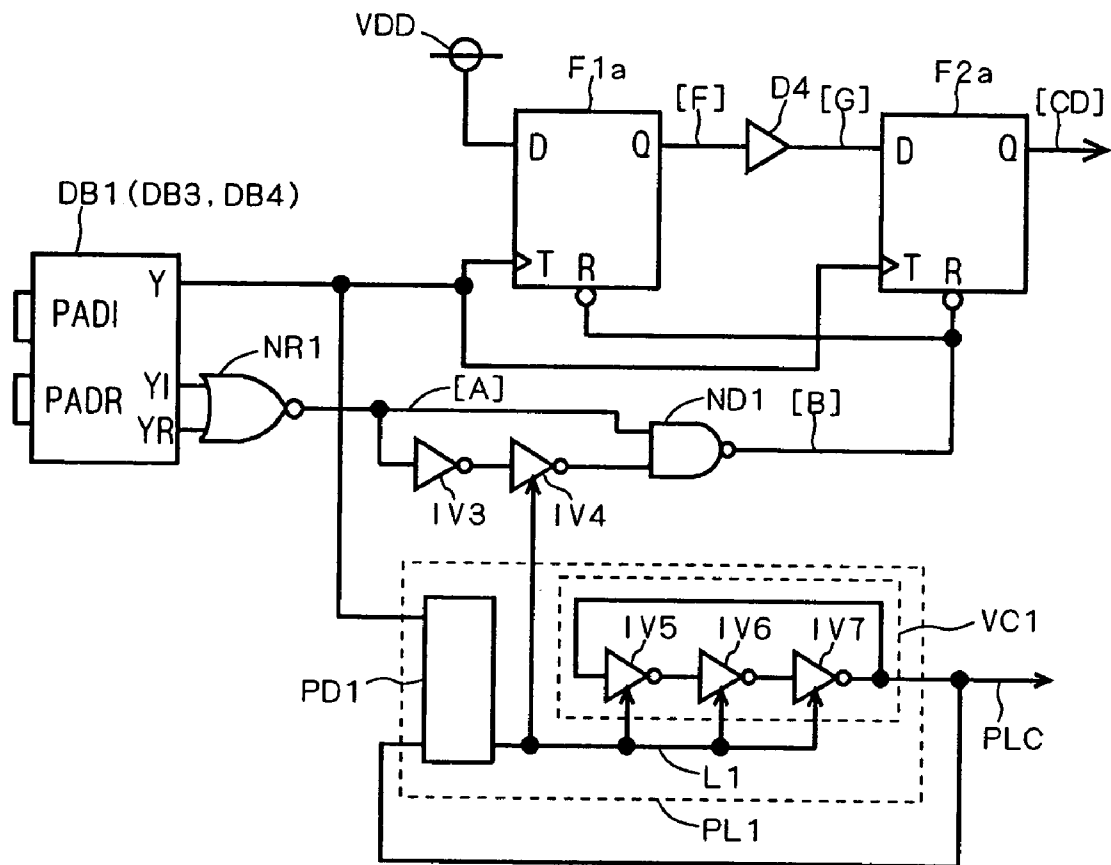 VDD
F1a
[F]
D4
[G]
F2a
[CD]
D
Q
D
Q
DB1(DB3, DB4)
T
R
T
R
Y
PADI
NR1
PADR
YI
YR
[A]
ND1
[B]
IV3
IV4
IV5
IV6
IV7
VC1
PD1
L1
PLC
PL1